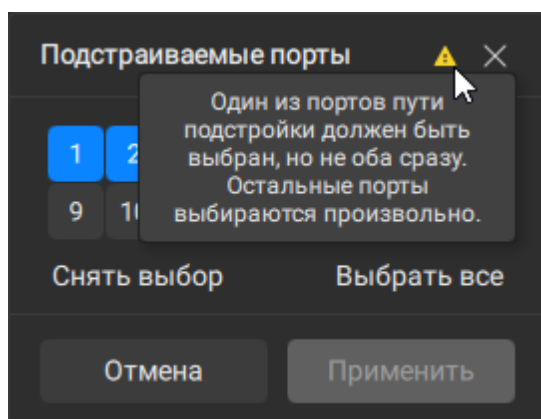 Подстраиваемые порты
Один из портов пути
подстройки должен быть
выбран, но не оба сразу.
Остальные порты
выбираются произвольно.
1 2
9
Снять выбор Выбрать все
Отмена Применить